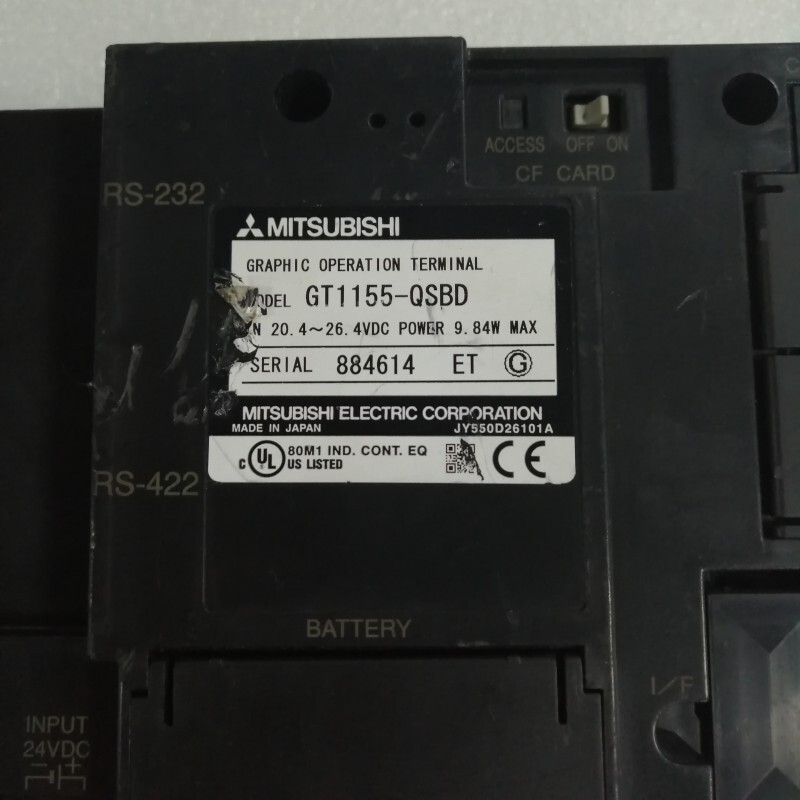 ACCESS OFF ON
CF CARD
RS-232
MITSUBISHI
GRAPHIC OPERATION TERMINAL
MODEL GT1155-QSBD
IN 20.4~26.4VDC POWER 9.84W MAX
SERIAL 884614 ET G
MITSUBISHI ELECTRIC CORPORATION
MADE IN JAPAN JY550D26101A
c UL 80M1 IND. CONT. EQ
US LISTED
CE
RS-422
BATTERY
I/F
INPUT
24VDC
- +